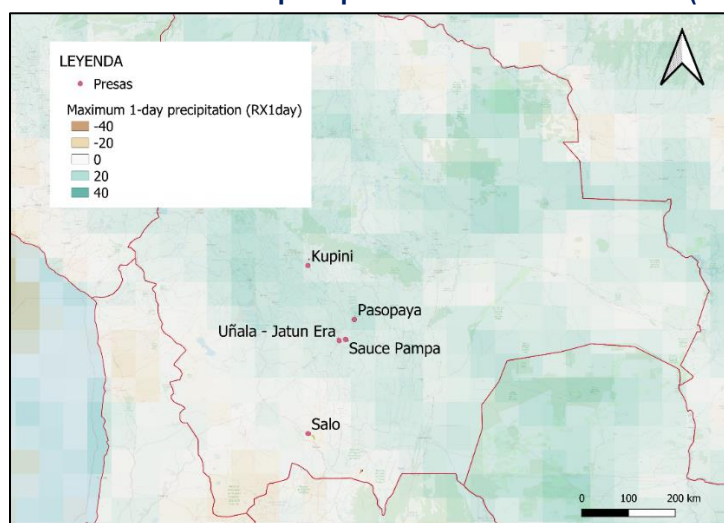 LEYENDA
Presas
Maximum 1-day precipitation (RX1day)
-40
-20
0
20
40
Kupini
Pasopaya
Uñala - Jatun Era
Sauce Pampa
Salo
0 100 200 km